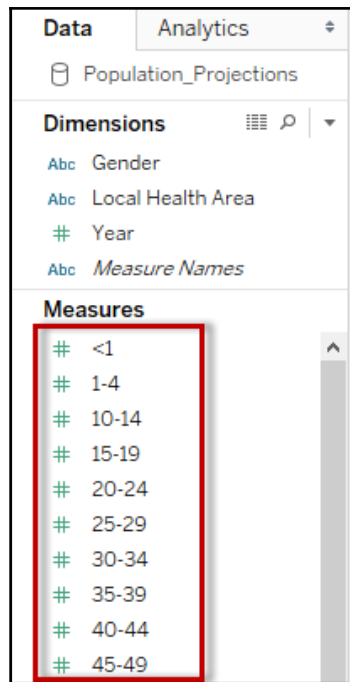 Data Analytics
Population_Projections
Dimensions
Abc Gender
Abc Local Health Area
# Year
Abc Measure Names
Measures
# <1
# 1-4
# 10-14
# 15-19
# 20-24
# 25-29
# 30-34
# 35-39
# 40-44
# 45-49